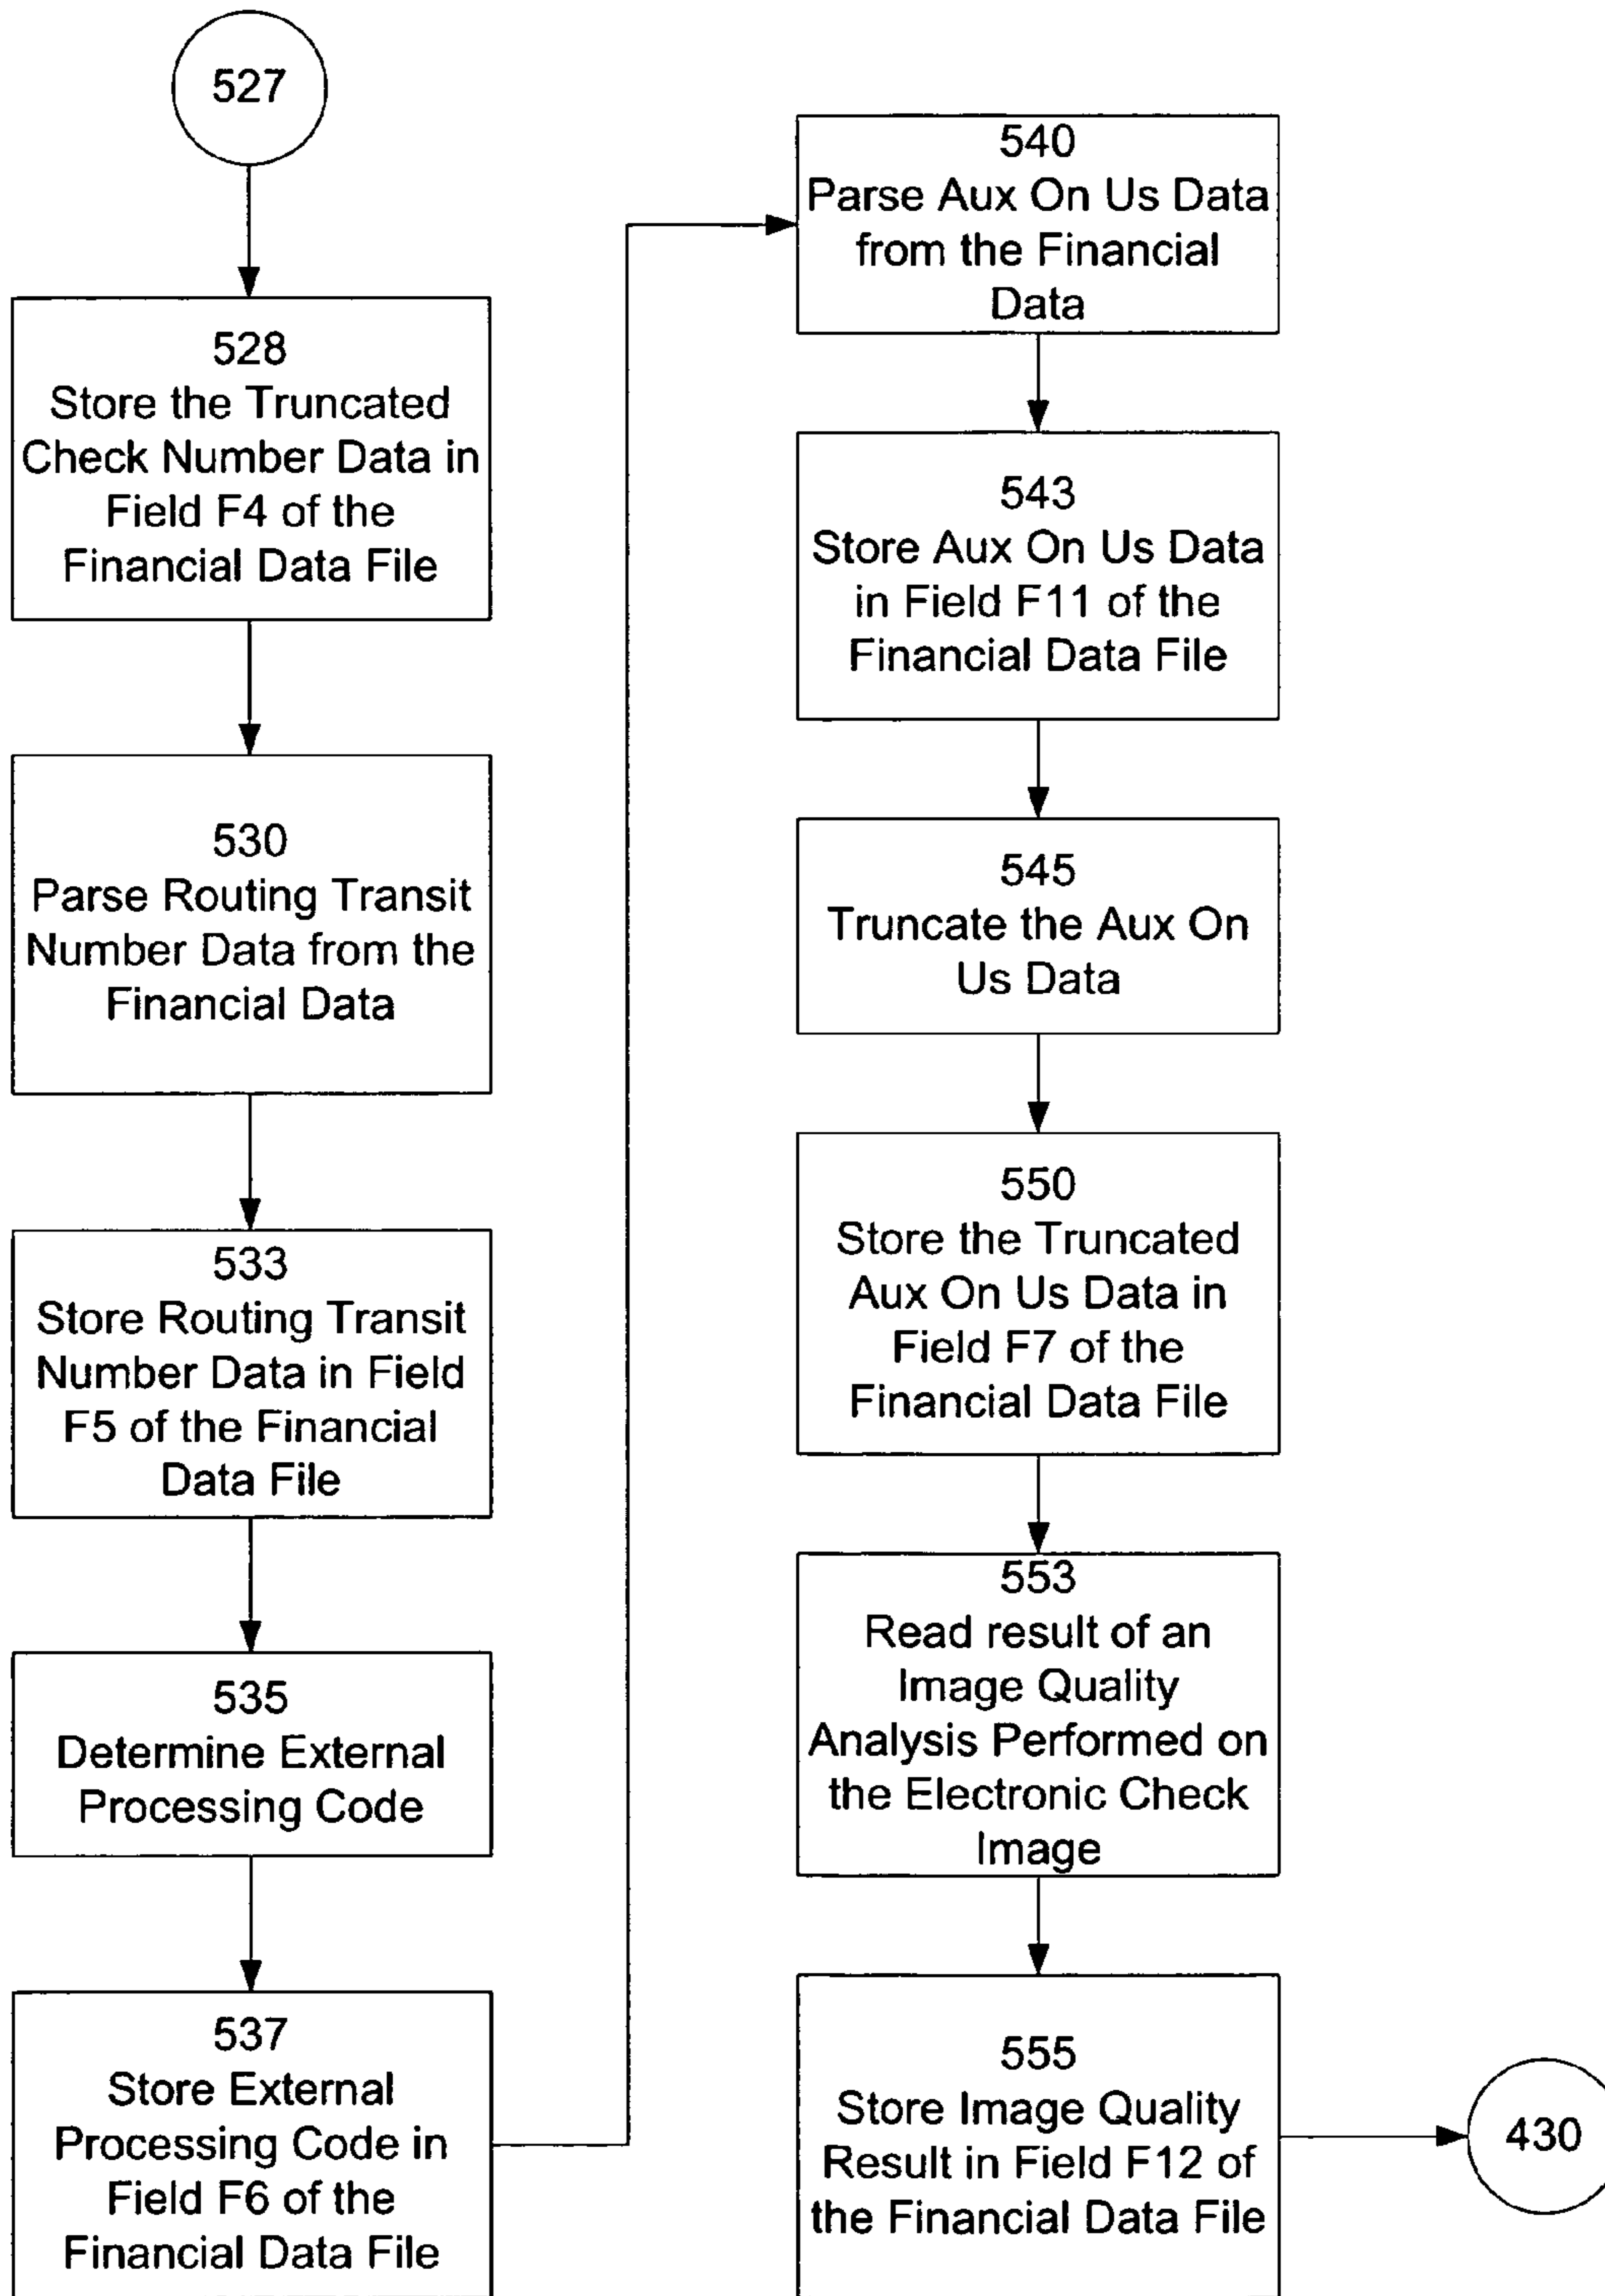 527
528
Store the Truncated
Check Number Data in
Field F4 of the
Financial Data File
530
Parse Routing Transit
Number Data from the
Financial Data
533
Store Routing Transit
Number Data in Field
F5 of the Financial
Data File
535
Determine External
Processing Code
537
Store External
Processing Code in
Field F6 of the
Financial Data File
540
Parse Aux On Us Data
from the Financial
Data
543
Store Aux On Us Data
in Field F11 of the
Financial Data File
545
Truncate the Aux On
Us Data
550
Store the Truncated
Aux On Us Data in
Field F7 of the
Financial Data File
553
Read result of an
Image Quality
Analysis Performed on
the Electronic Check
Image
555
Store Image Quality
Result in Field F12 of
the Financial Data File
430